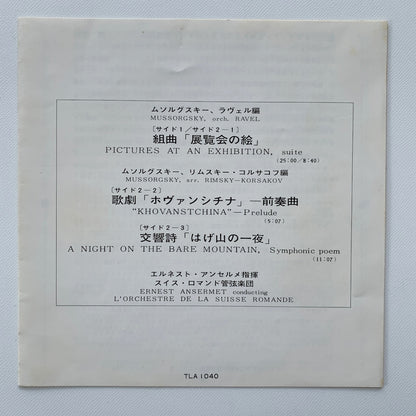 ムソルグスキー、ラヴェル編
MUSSORGSKY, orch. RAVEL
〔サイド1／サイド2－1〕
組曲「展覧会の絵」
PICTURES AT AN EXHIBITION, suite
(25:00/8:40)
ムソルグスキー、リムスキー・コルサコフ編
MUSSORGSKY, arr. RIMSKY-KORSAKOV
〔サイド2－2〕
歌劇「ホヴァンシチナ」－前奏曲
"KHOVANSTCHINA"－Prelude
(5:07)
〔サイド2－3〕
交響詩「はげ山の一夜」
A NIGHT ON THE BARE MOUNTAIN, Symphonic poem
(11:07)
エルネスト・アンセルメ指揮
スイス・ロマンド管弦楽団
ERNEST ANSERMET conducting
L'ORCHESTRE DE LA SUISSE ROMANDE
TLA 1040